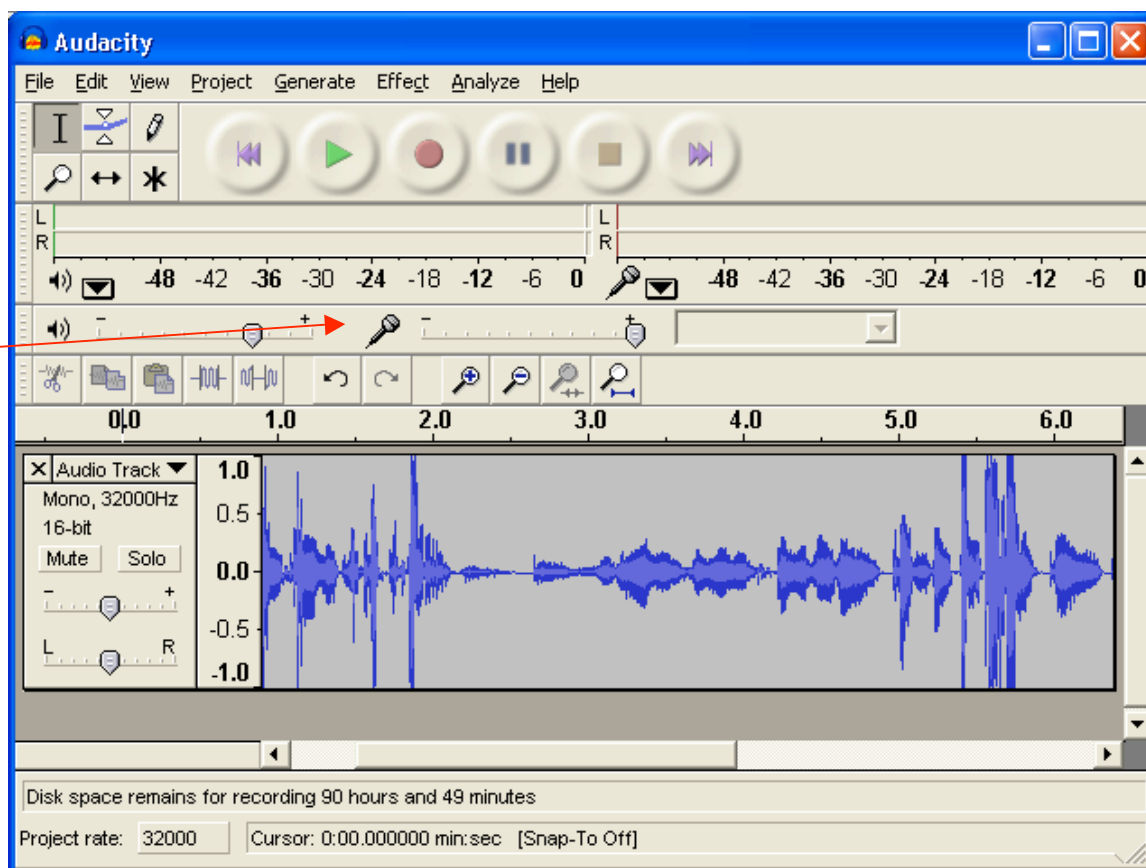 Audacity
File Edit View Project Generate Effect Analyze Help
L L
R R
-48 -42 -36 -30 -24 -18 -12 -6 0 -48 -42 -36 -30 -24 -18 -12 -6 0
- + - +
0.0 1.0 2.0 3.0 4.0 5.0 6.0
X Audio Track 1.0
Mono, 32000Hz 0.5
16-bit
Mute Solo 0.0
- +
-0.5
L R
-1.0
Disk space remains for recording 90 hours and 49 minutes
Project rate: 32000 Cursor: 0:00.000000 min:sec [Snap-To Off]